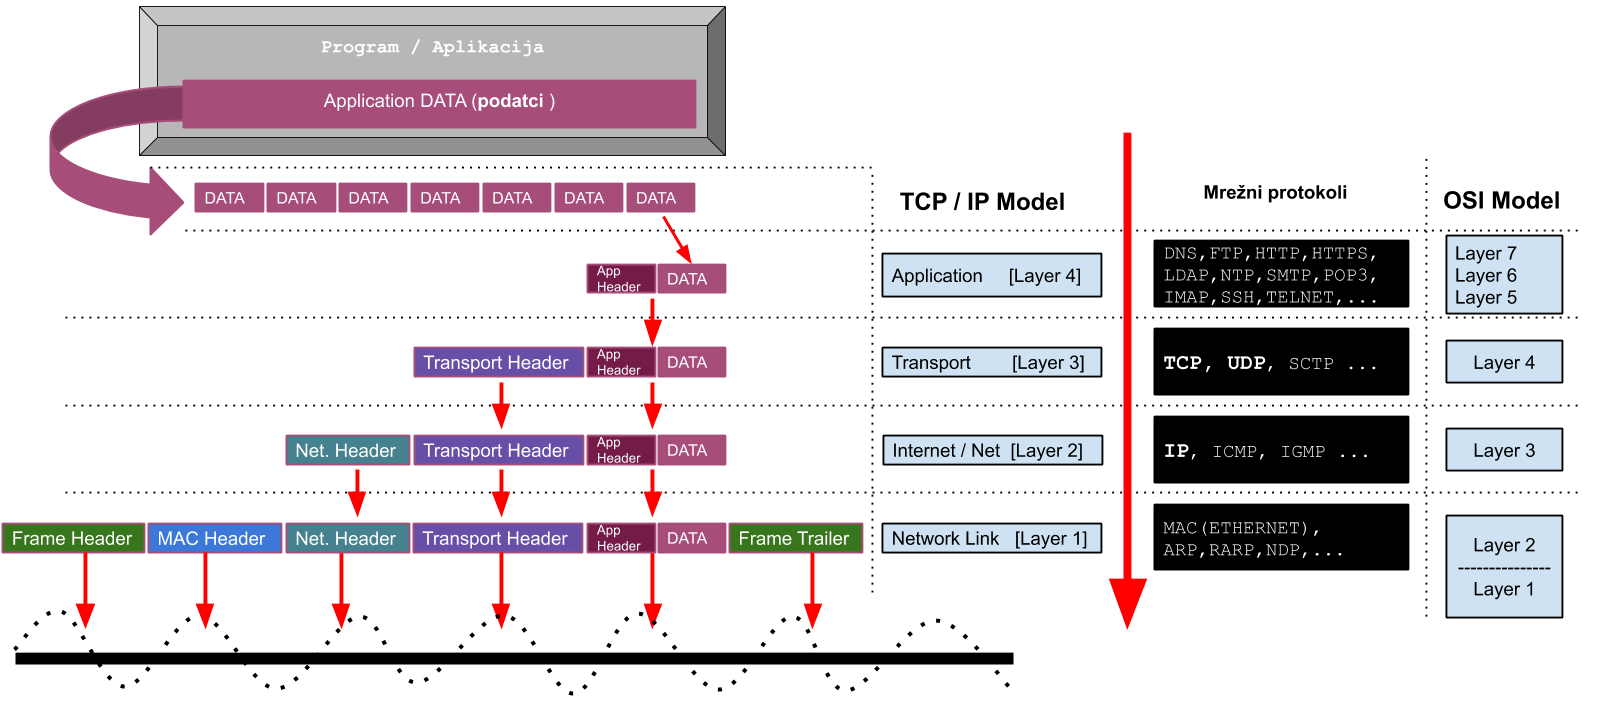 Program / Aplikacija
Application DATA (podatci )
DATA DATA DATA DATA DATA DATA DATA
TCP / IP Model
Mrežni protokoli
OSI Model
App
Header
DATA
Application [Layer 4]
DNS,FTP,HTTP,HTTPS,
LDAP,NTP,SMTP,POP3,
IMAP,SSH,TELNET,...
Layer 7
Layer 6
Layer 5
Transport Header
App
Header
DATA
Transport [Layer 3]
TCP, UDP, SCTP ...
Layer 4
Net. Header
Transport Header
App
Header
DATA
Internet / Net [Layer 2]
IP, ICMP, IGMP ...
Layer 3
Frame Header
MAC Header
Net. Header
Transport Header
App
Header
DATA
Frame Trailer
Network Link [Layer 1]
MAC(ETHERNET),
ARP,RARP,NDP,...
Layer 2
---------------
Layer 1